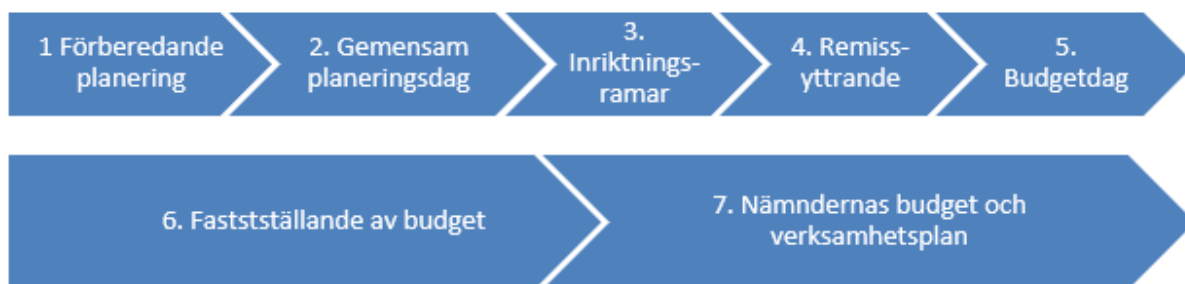 1 Förberedande
planering
2. Gemensam
planeringsdag
3.
Inriktnings-
ramar
4. Remiss-
yttrande
5.
Budgetdag
6. Faststställande av budget
7. Nämndernas budget och
verksamhetsplan